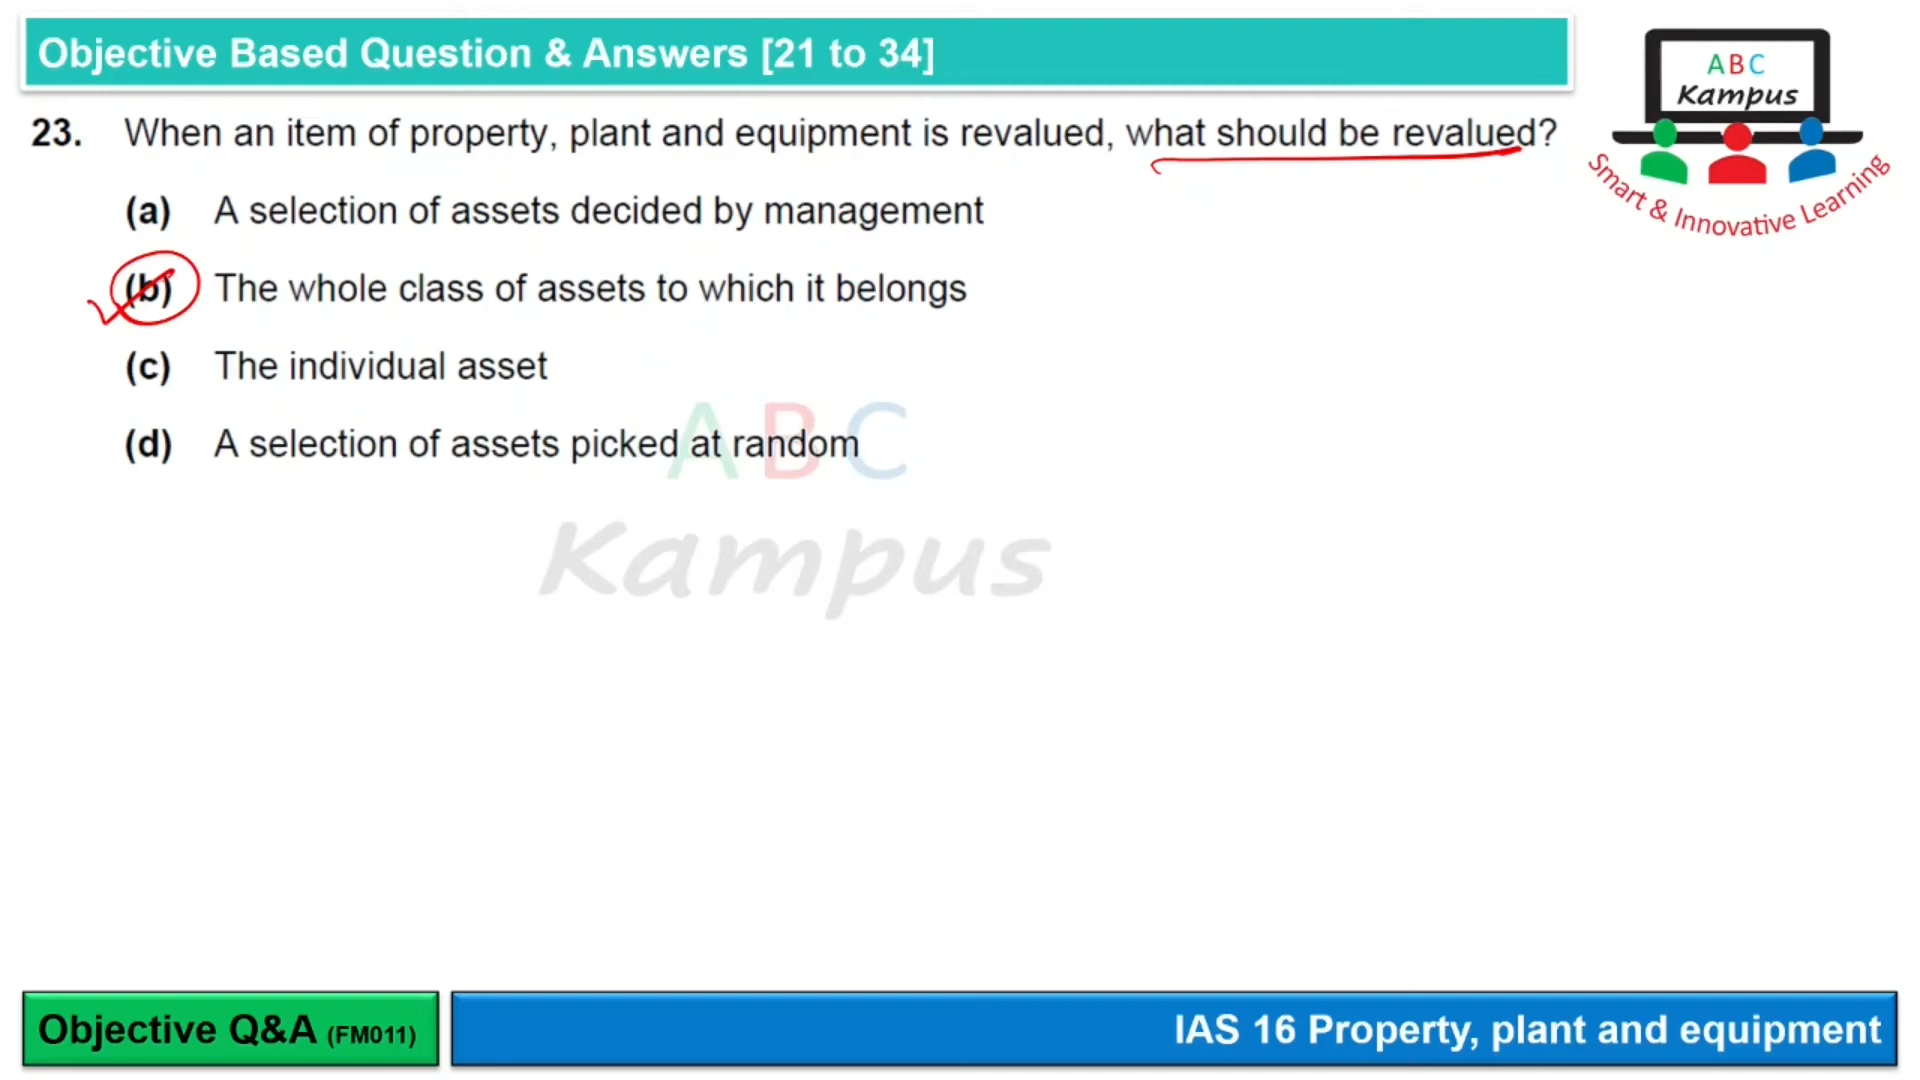 Objective Based Question & Answers [21 to 34]
ABC
Kampus
Smart & Innovative Learning
23. When an item of property, plant and equipment is revalued, what should be revalued?
(a) A selection of assets decided by management
(b) The whole class of assets to which it belongs
(c) The individual asset
(d) A selection of assets picked at random
ABC
Kampus
Objective Q&A (FM011)
IAS 16 Property, plant and equipment